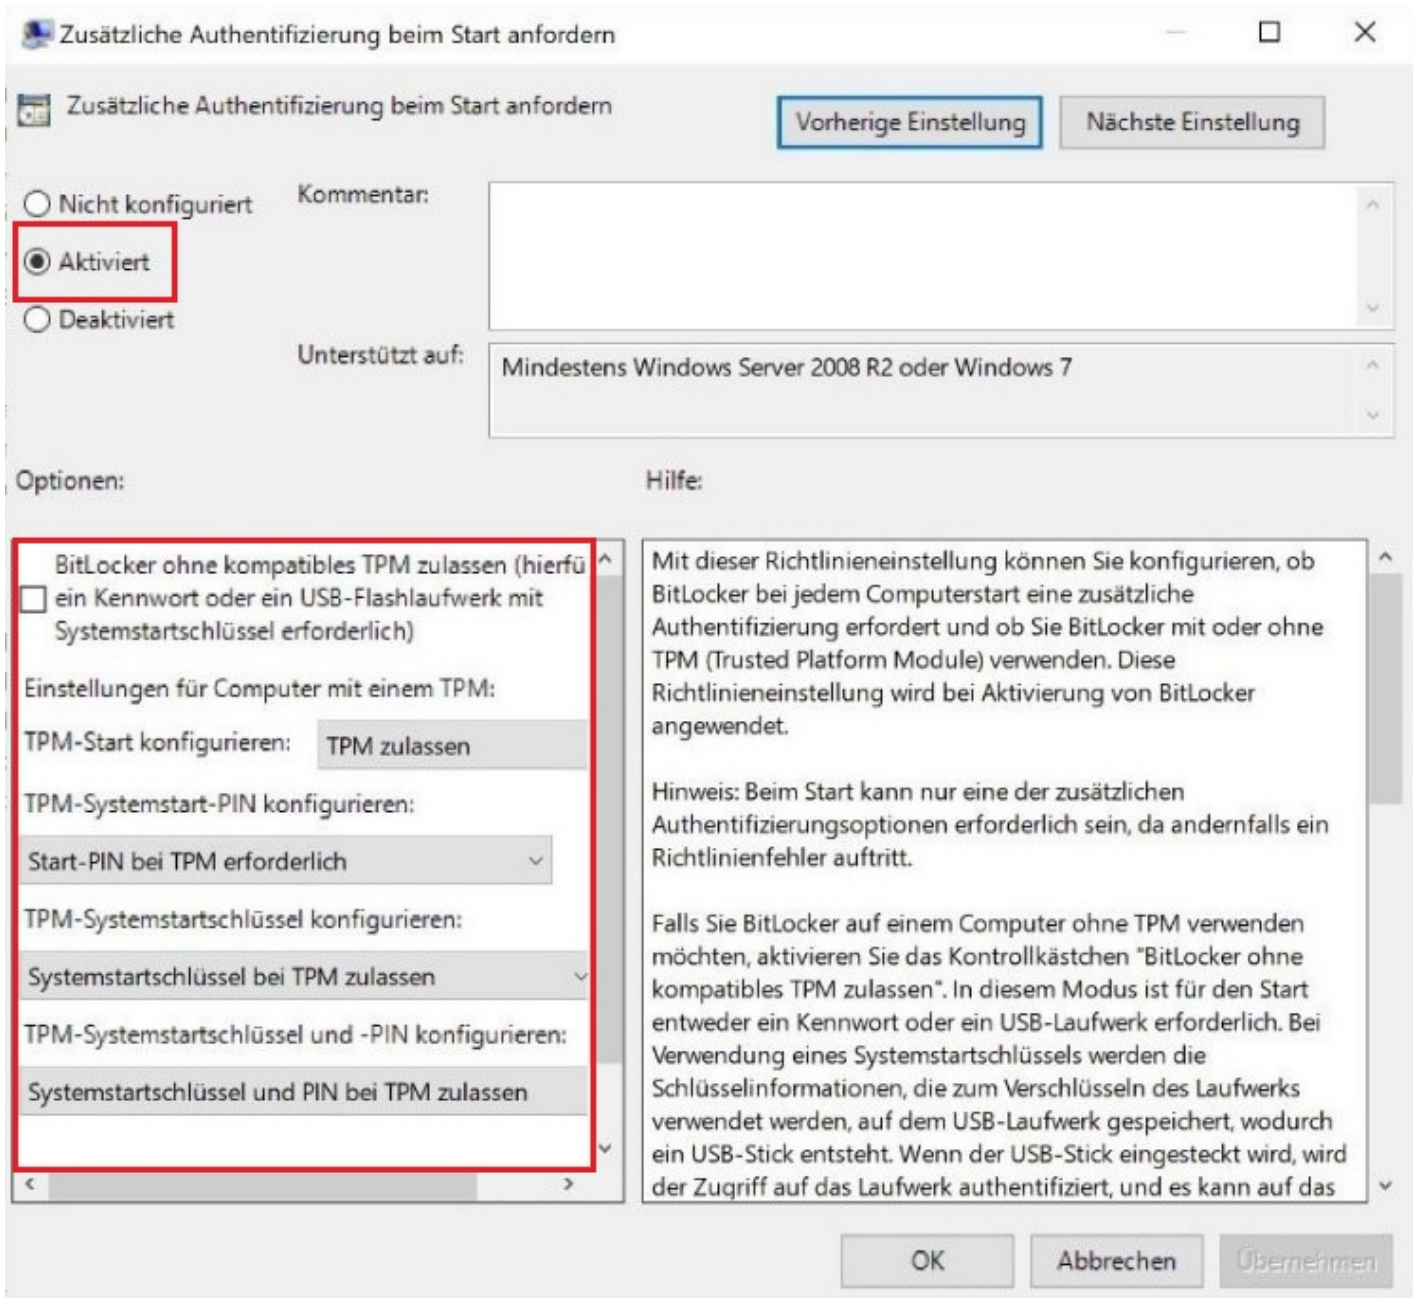 Zusätzliche Authentifizierung beim Start anfordern
Zusätzliche Authentifizierung beim Start anfordern
Vorherige Einstellung
Nächste Einstellung
Nicht konfiguriert
Kommentar:
Aktiviert
Deaktiviert
Unterstützt auf:
Mindestens Windows Server 2008 R2 oder Windows 7
Optionen:
Hilfe:
BitLocker ohne kompatibles TPM zulassen (hierfü
ein Kennwort oder ein USB-Flashlaufwerk mit
Systemstartschlüssel erforderlich)
Einstellungen für Computer mit einem TPM:
TPM-Start konfigurieren:
TPM zulassen
TPM-Systemstart-PIN konfigurieren:
Start-PIN bei TPM erforderlich
TPM-Systemstartschlüssel konfigurieren:
Systemstartschlüssel bei TPM zulassen
TPM-Systemstartschlüssel und -PIN konfigurieren:
Systemstartschlüssel und PIN bei TPM zulassen
Mit dieser Richtlinieneinstellung können Sie konfigurieren, ob
BitLocker bei jedem Computerstart eine zusätzliche
Authentifizierung erfordert und ob Sie BitLocker mit oder ohne
TPM (Trusted Platform Module) verwenden. Diese
Richtlinieneinstellung wird bei Aktivierung von BitLocker
angewendet.
Hinweis: Beim Start kann nur eine der zusätzlichen
Authentifizierungsoptionen erforderlich sein, da andernfalls ein
Richtlinienfehler auftritt.
Falls Sie BitLocker auf einem Computer ohne TPM verwenden
möchten, aktivieren Sie das Kontrollkästchen "BitLocker ohne
kompatibles TPM zulassen". In diesem Modus ist für den Start
entweder ein Kennwort oder ein USB-Laufwerk erforderlich. Bei
Verwendung eines Systemstartschlüssels werden die
Schlüsselinformationen, die zum Verschlüsseln des Laufwerks
verwendet werden, auf dem USB-Laufwerk gespeichert, wodurch
ein USB-Stick entsteht. Wenn der USB-Stick eingesteckt wird, wird
der Zugriff auf das Laufwerk authentifiziert, und es kann auf das
OK
Abbrechen
Übernehmen